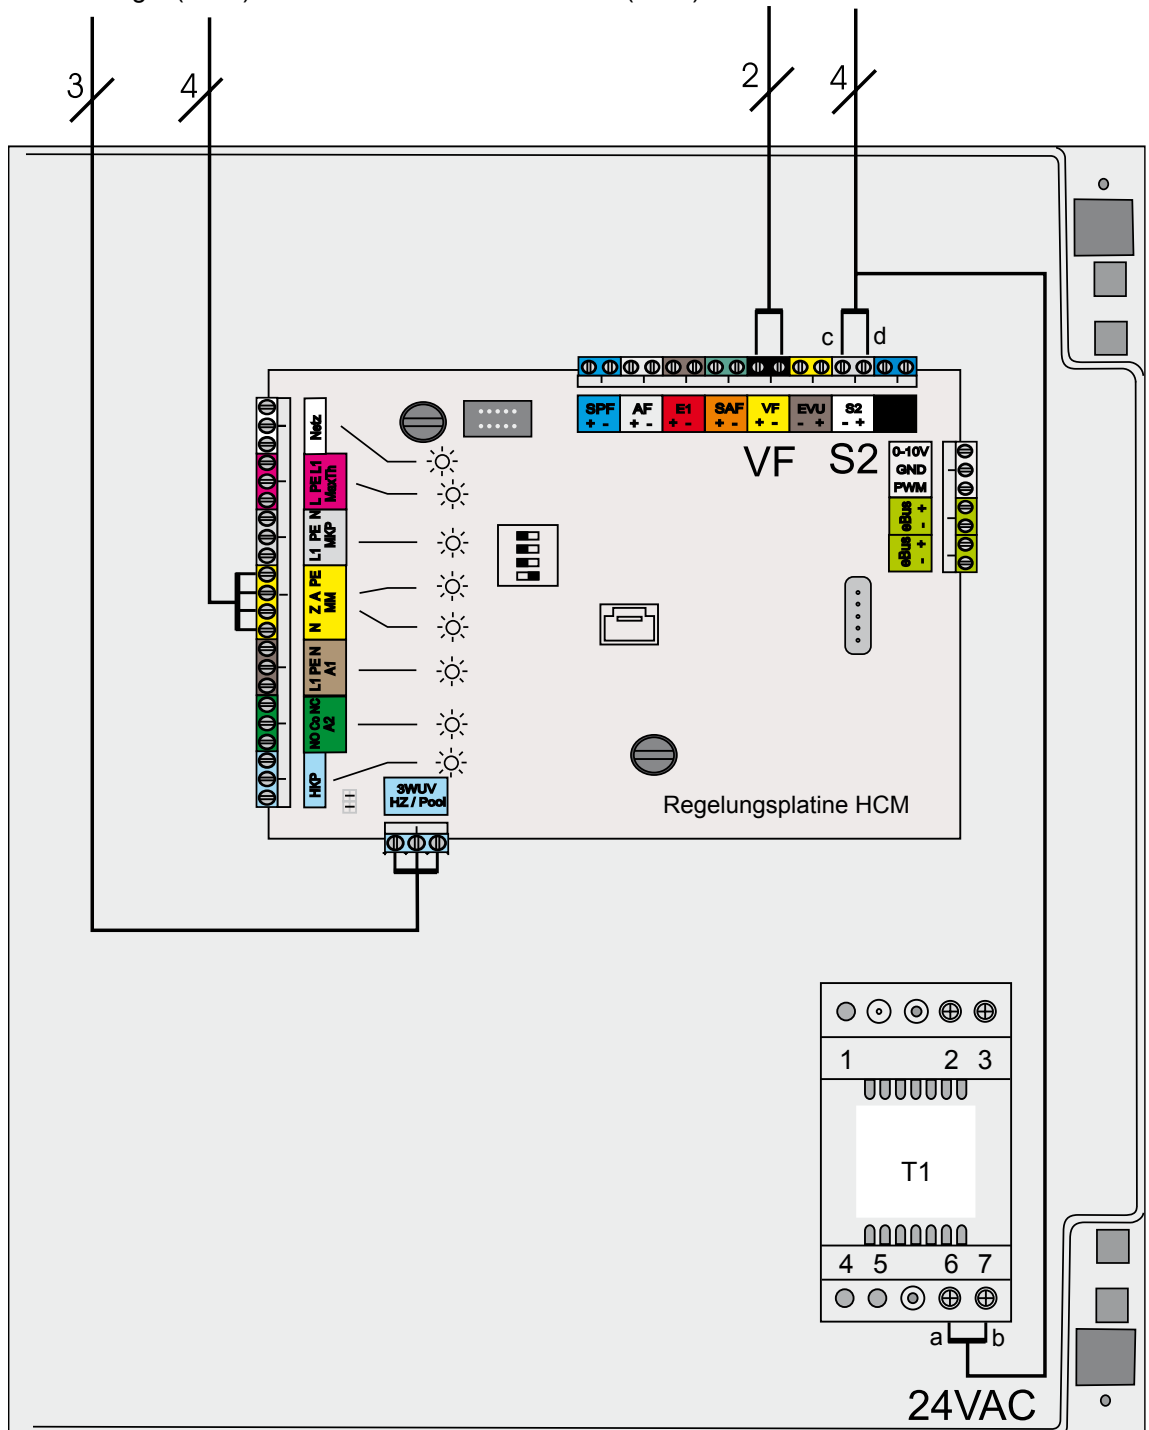 3
4
2
4
c
d
SPF
+ -
AF
+ -
E1
+ -
SAF
+ -
VF
+ -
EVU
- +
S2
- +
VF
S2
0-10V
GND
PWM
eBus + -
eBus + -
Netz
L PE L1
MaxTh
L1 PE N
MKP
N Z A PE
MM
L1 PE N
A1
NO Co NC
A2
HKP
3WUV
HZ / Pool
Regelungsplatine HCM
1 2 3
T1
4 5 6 7
a b
24VAC